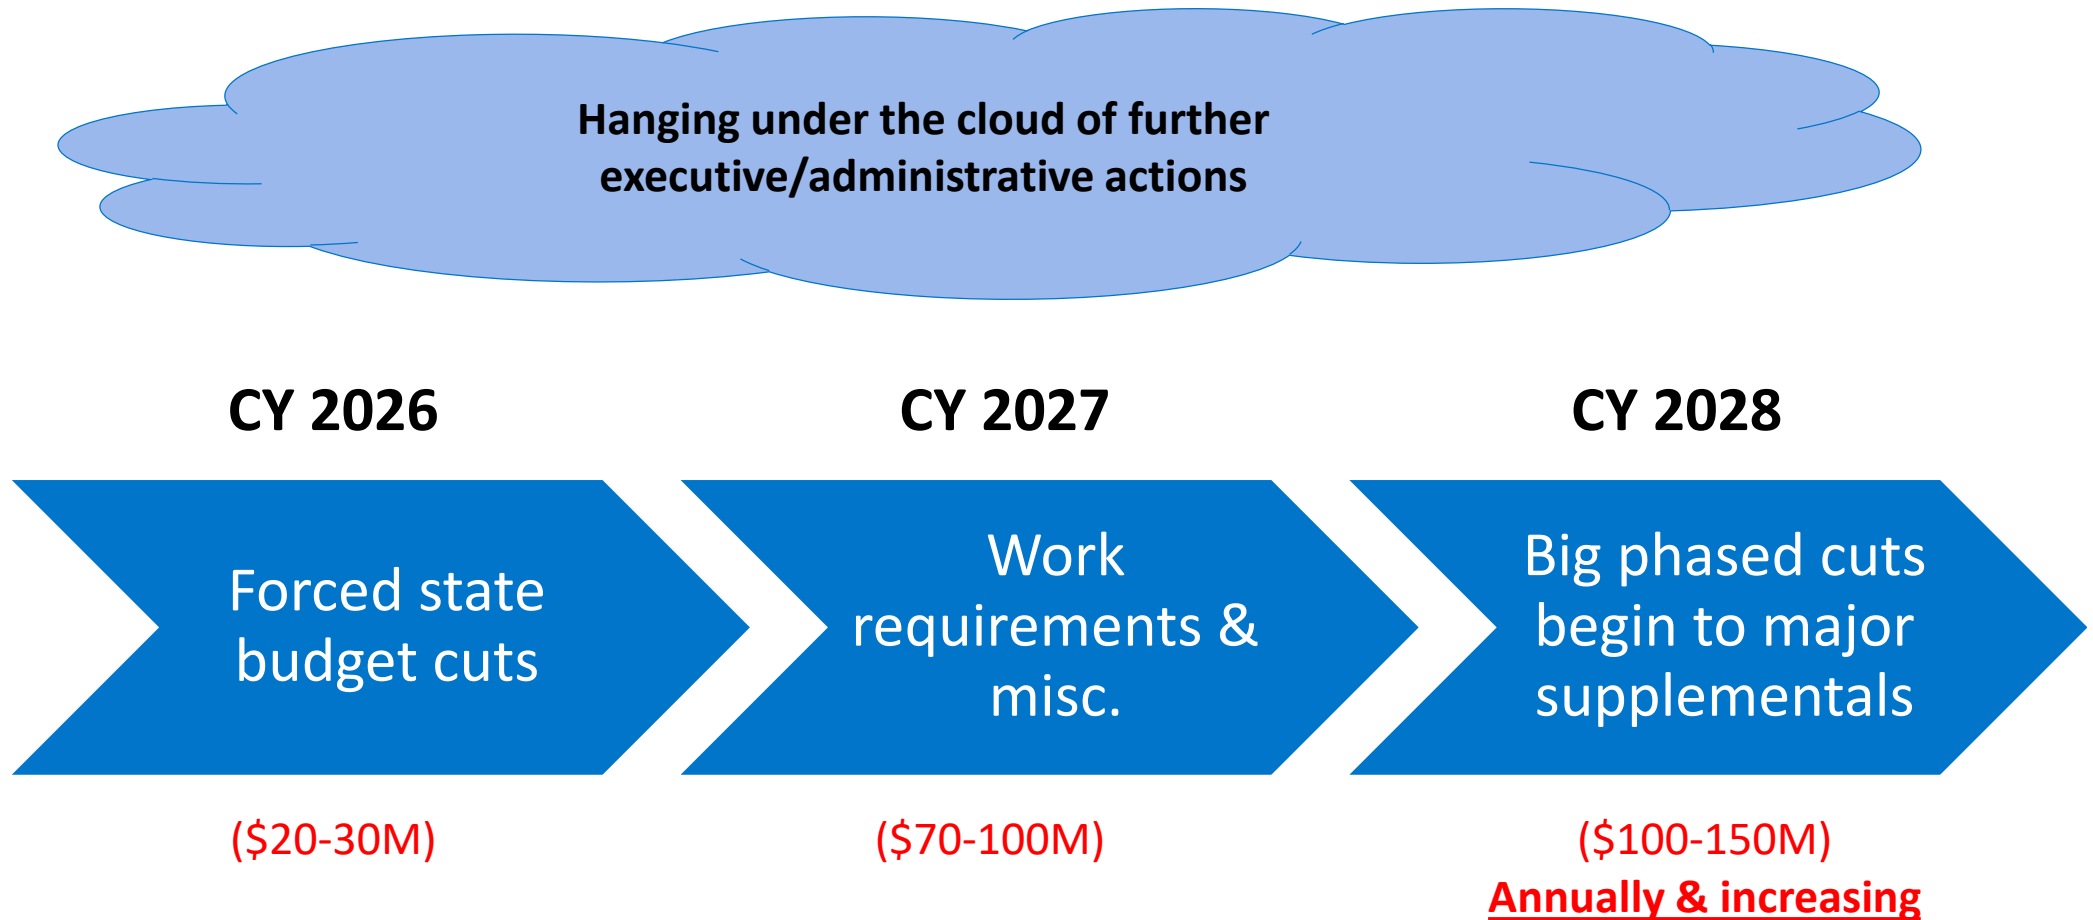 Hanging under the cloud of further
executive/administrative actions
CY 2026
CY 2027
CY 2028
Forced state
budget cuts
Work
requirements &
misc.
Big phased cuts
begin to major
supplementals
($20-30M)
($70-100M)
($100-150M)
Annually & increasing